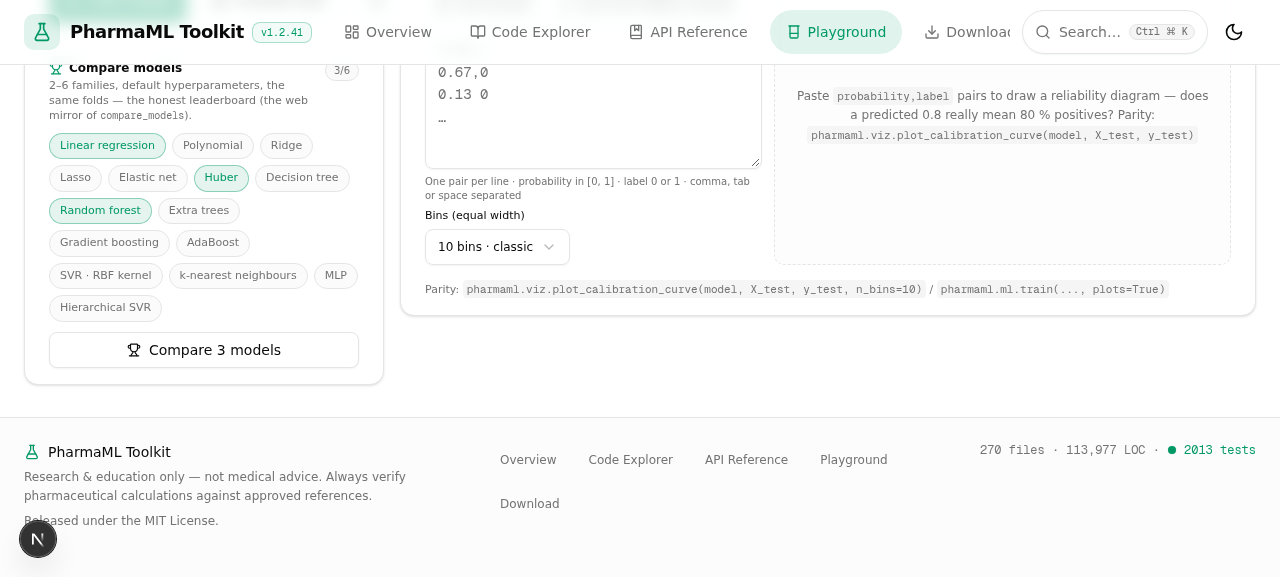 PharmaML Toolkit
v1.2.41
Overview
Code Explorer
API Reference
Playground
Download
Search…
Ctrl ⌘ K
Compare models
3/6
2–6 families, default hyperparameters, the
same folds — the honest leaderboard (the web
mirror of compare_models).
Linear regression
Polynomial
Ridge
Lasso
Elastic net
Huber
Decision tree
Random forest
Extra trees
Gradient boosting
AdaBoost
SVR · RBF kernel
k-nearest neighbours
MLP
Hierarchical SVR
Compare 3 models
0.67,0
0.13 0
…
One pair per line · probability in [0, 1] · label 0 or 1 · comma, tab
or space separated
Bins (equal width)
10 bins · classic
Paste probability,label pairs to draw a reliability diagram — does
a predicted 0.8 really mean 80 % positives? Parity:
pharmaml.viz.plot_calibration_curve(model, X_test, y_test)
Parity: pharmaml.viz.plot_calibration_curve(model, X_test, y_test, n_bins=10) / pharmaml.ml.train(..., plots=True)
PharmaML Toolkit
Research & education only — not medical advice. Always verify
pharmaceutical calculations against approved references.
Released under the MIT License.
Overview
Code Explorer
API Reference
Playground
Download
270 files · 113,977 LOC · ● 2013 tests
N